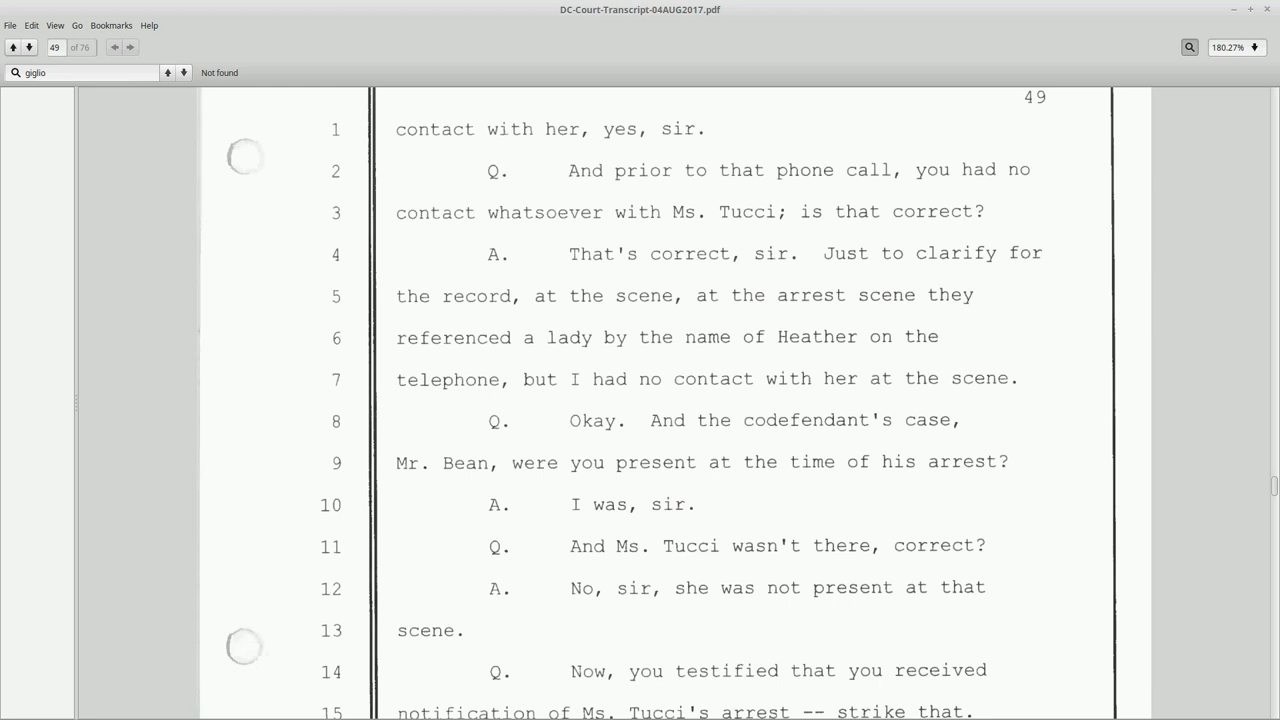 DC-Court-Transcript-04AUG2017.pdf
File Edit View Go Bookmarks Help
49 of 76 180.27%
giglio Not found
49
1 contact with her, yes, sir.
2 Q. And prior to that phone call, you had no
3 contact whatsoever with Ms. Tucci; is that correct?
4 A. That's correct, sir. Just to clarify for
5 the record, at the scene, at the arrest scene they
6 referenced a lady by the name of Heather on the
7 telephone, but I had no contact with her at the scene.
8 Q. Okay. And the codefendant's case,
9 Mr. Bean, were you present at the time of his arrest?
10 A. I was, sir.
11 Q. And Ms. Tucci wasn't there, correct?
12 A. No, sir, she was not present at that
13 scene.
14 Q. Now, you testified that you received
15 notification of Ms. Tucci's arrest -- strike that.